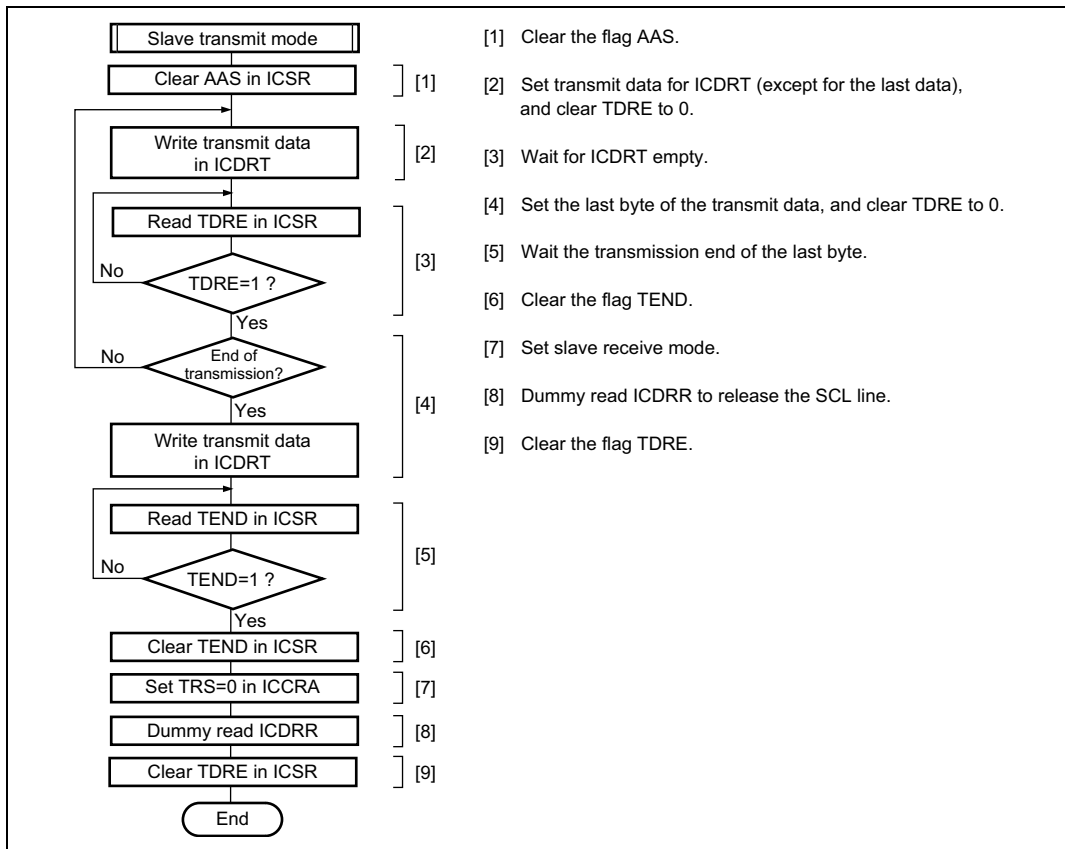 Slave transmit mode
Clear AAS in ICSR
[1]
Write transmit data
in ICDRT
[2]
Read TDRE in ICSR
No
TDRE=1 ?
[3]
Yes
No
End of
transmission?
[4]
Yes
Write transmit data
in ICDRT
Read TEND in ICSR
No
TEND=1 ?
[5]
Yes
Clear TEND in ICSR
[6]
Set TRS=0 in ICCRA
[7]
Dummy read ICDRR
[8]
Clear TDRE in ICSR
[9]
End
[1] Clear the flag AAS.
[2] Set transmit data for ICDRT (except for the last data),
and clear TDRE to 0.
[3] Wait for ICDRT empty.
[4] Set the last byte of the transmit data, and clear TDRE to 0.
[5] Wait the transmission end of the last byte.
[6] Clear the flag TEND.
[7] Set slave receive mode.
[8] Dummy read ICDRR to release the SCL line.
[9] Clear the flag TDRE.